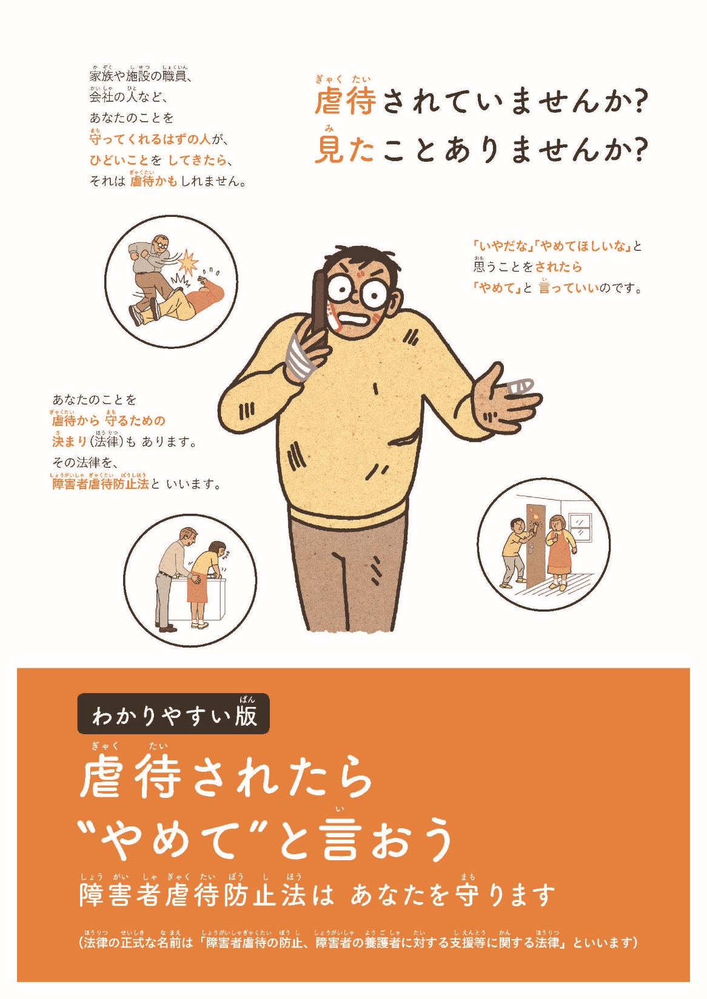 虐待されていませんか?
見たことありませんか?
家族や施設の職員、
会社の人など、
あなたのことを
守ってくれるはずの人が、
ひどいことを してきたら、
それは 虐待かもしれません。
「いやだな」「やめてほしいな」と
思うことをされたら
「やめて」と 言っていいのです。
あなたのことを
虐待から 守るための
決まり(法律)も あります。
その法律を、
障害者虐待防止法と いいます。
わかりやすい版
虐待されたら
“やめて”と言おう
障害者虐待防止法は あなたを守ります
(法律の正式な名前は「障害者虐待の防止、障害者の養護者に対する支援等に関する法律」といいます)